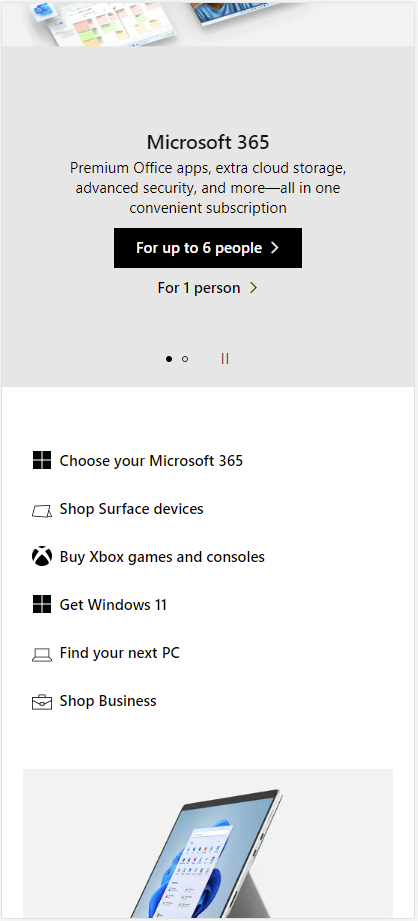 Microsoft 365
Premium Office apps, extra cloud storage,
advanced security, and more—all in one
convenient subscription
For up to 6 people
For 1 person
Choose your Microsoft 365
Shop Surface devices
Buy Xbox games and consoles
Get Windows 11
Find your next PC
Shop Business